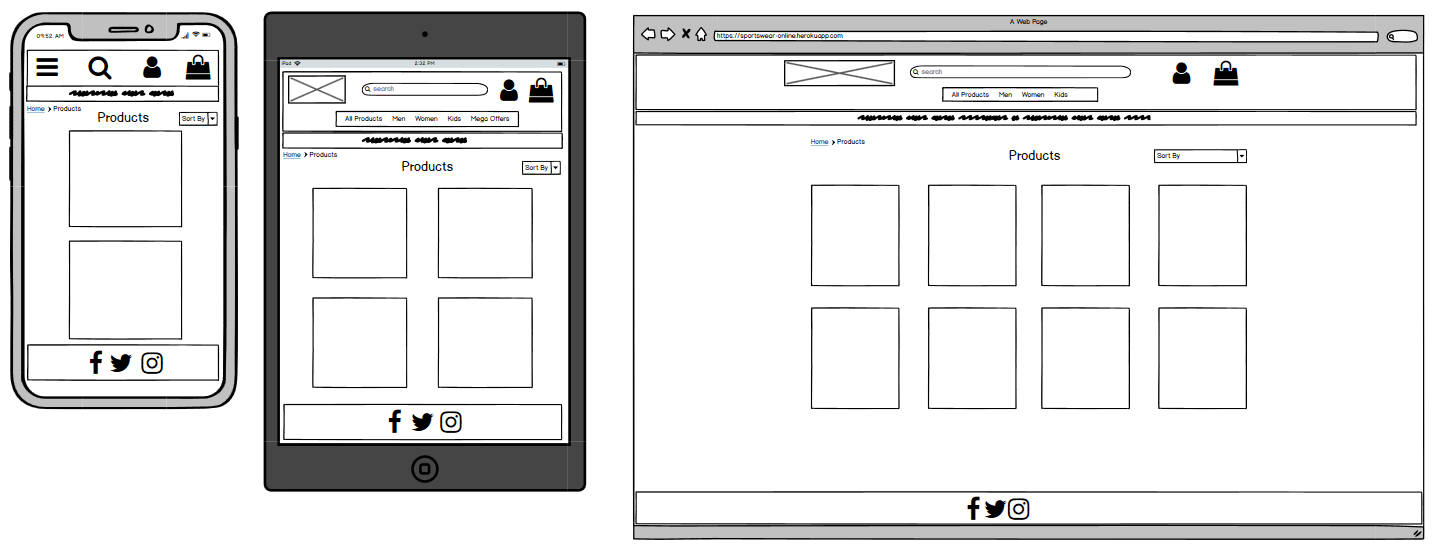 09:52 AM
Home > Products
Products
Sort By
iPod
2:32 PM
search
All Products Men Women Kids Mega Offers
Home > Products
Products
Sort By
A Web Page
https://sportswear-online.herokuapp.com
search
All Products Men Women Kids
Home > Products
Products
Sort By